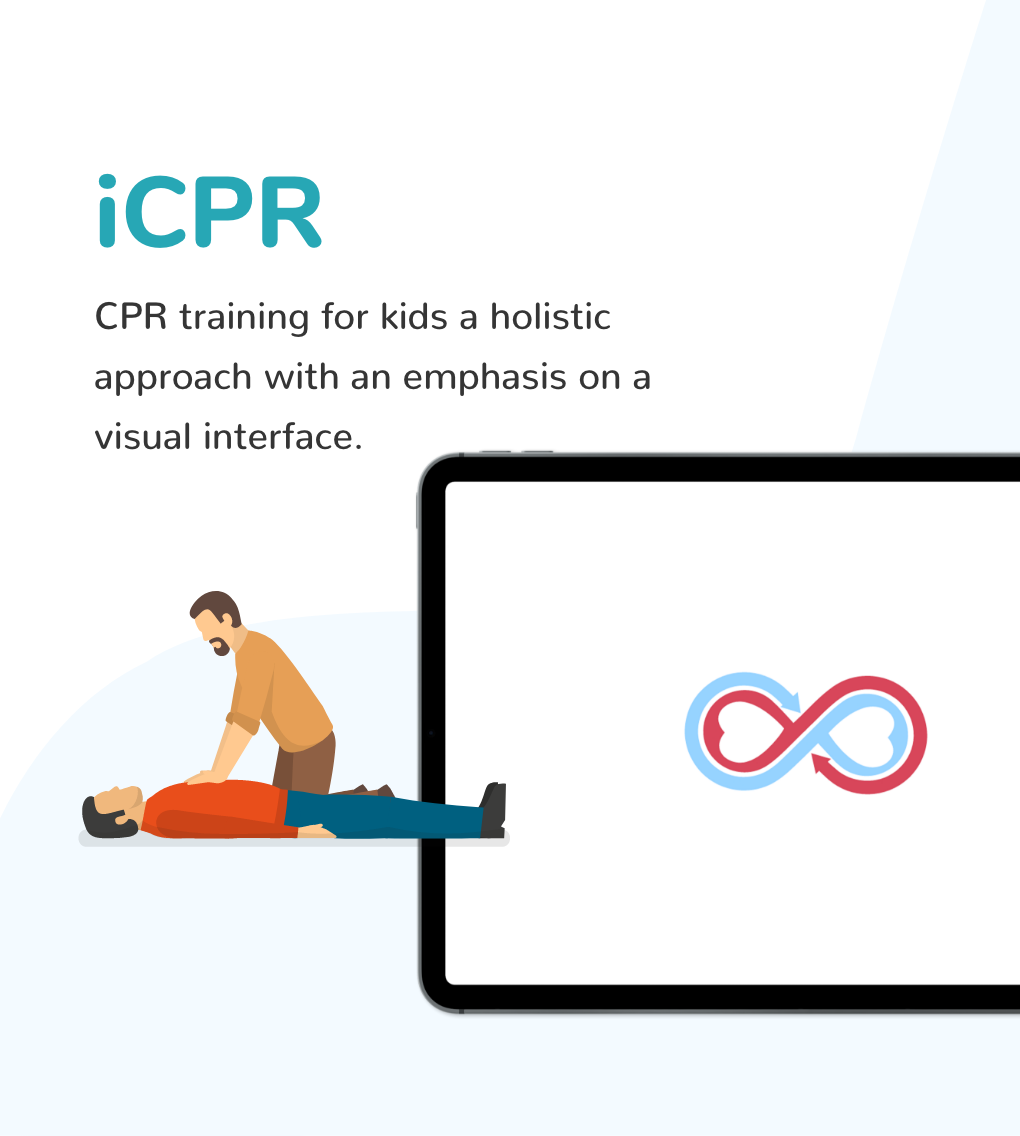 iCPR
CPR training for kids a holistic
approach with an emphasis on a
visual interface.